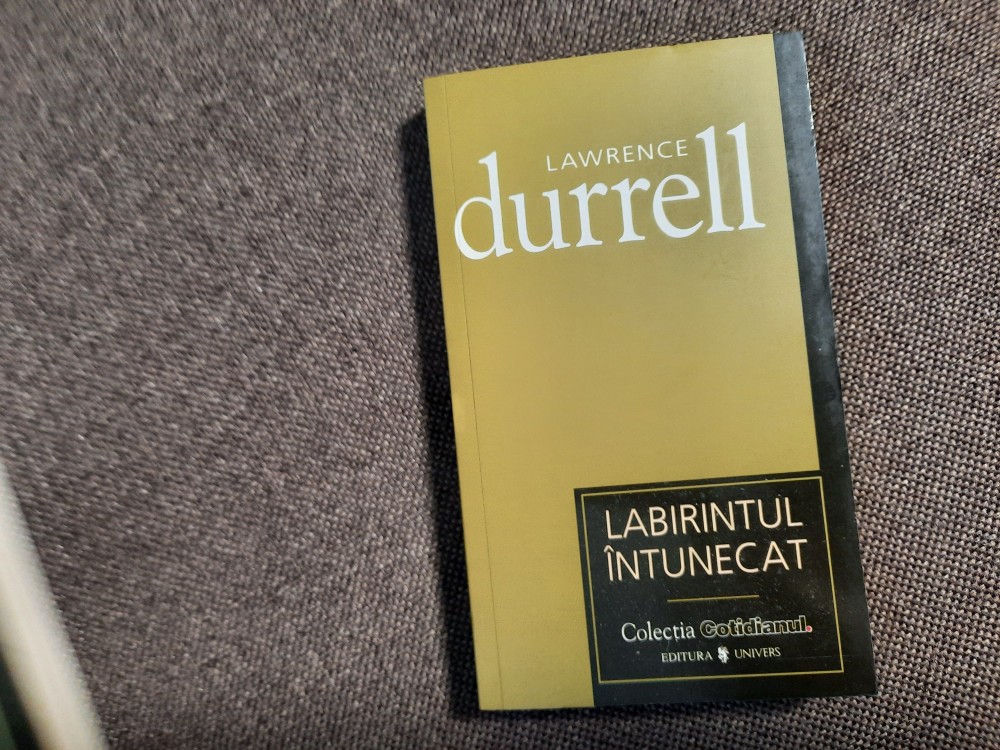 LAWRENCE
durrell
LABIRINTUL
ÎNTUNECAT
Colecția Cotidianul.
EDITURA UNIVERS